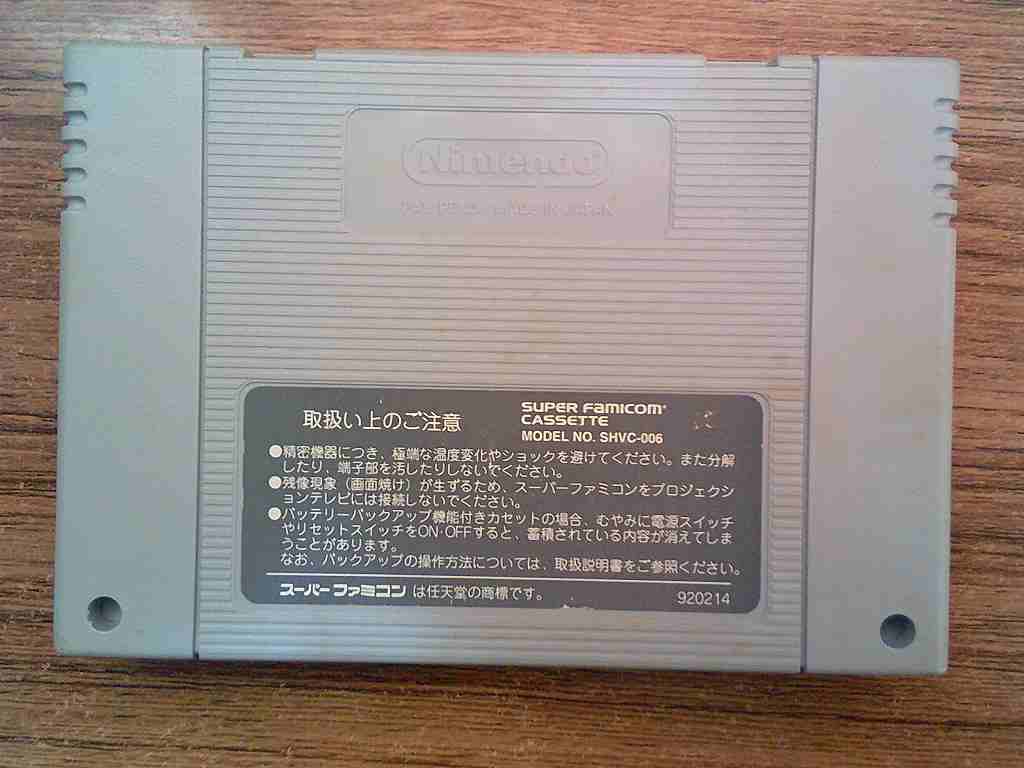 Nintendo
MADE IN JAPAN
取扱い上のご注意
SUPER FAMICOM
CASSETTE
MODEL NO. SHVC-006
●精密機器につき、極端な温度変化やショックを避けてください。また分解
したり、端子部を汚したりしないでください。
●残像現象（画面焼け）が生ずるため、スーパーファミコンをプロジェクシ
ョンテレビには接続しないでください。
●バッテリーバックアップ機能付きカセットの場合、むやみに電源スイッチ
やリセットスイッチをON・OFFすると、蓄積されている内容が消えてしま
うことがあります。
なお、バックアップの操作方法については、取扱説明書をご参照ください。
スーパーファミコンは任天堂の商標です。
920214